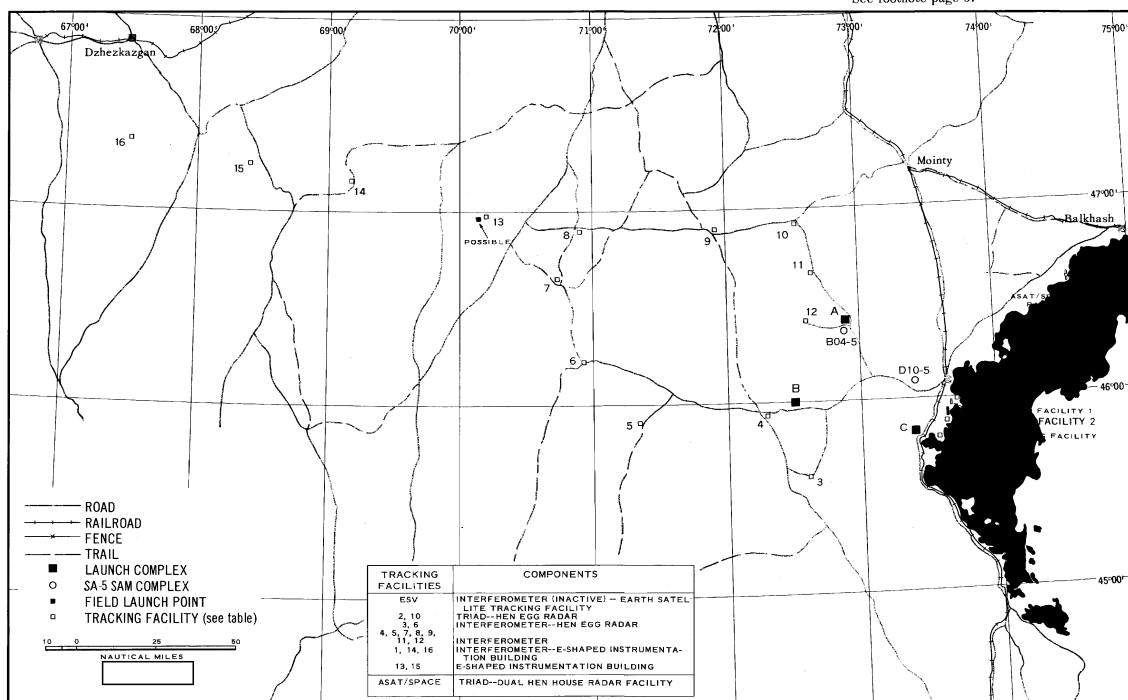 See footnote page 57
67°00' 68°00' 69°00' 70°00' 71°00' 72°00' 73°00' 74°00' 75°00'
Dzhezkazgan
16
15
14
Mointy
47°00'
Balkhash
13
POSSIBLE
8
9
10
7
11
12
A
B04-5
6
D10-5
46°00'
B
5
4
C
FACILITY 1
FACILITY 2
FACILITY
3
45°00'
ROAD
RAILROAD
FENCE
TRAIL
LAUNCH COMPLEX
SA-5 SAM COMPLEX
FIELD LAUNCH POINT
TRACKING FACILITY (see table)
10 0 50
NAUTICAL MILES
TRACKING FACILITIES COMPONENTS
ESV INTERFEROMETER (INACTIVE) -- EARTH SATEL
LITE TRACKING FACILITY
2, 10 TRIAD--HEN EGG RADAR
3, 6 INTERFEROMETER--HEN EGG RADAR
4, 5, 7, 8, 9,
11, 12 INTERFEROMETER
1, 14, 16 INTERFEROMETER--E-SHAPED INSTRUMENTA-
TION BUILDING
13, 15 E-SHAPED INSTRUMENTATION BUILDING
ASAT/SPACE TRIAD--DUAL HEN HOUSE RADAR FACILITY